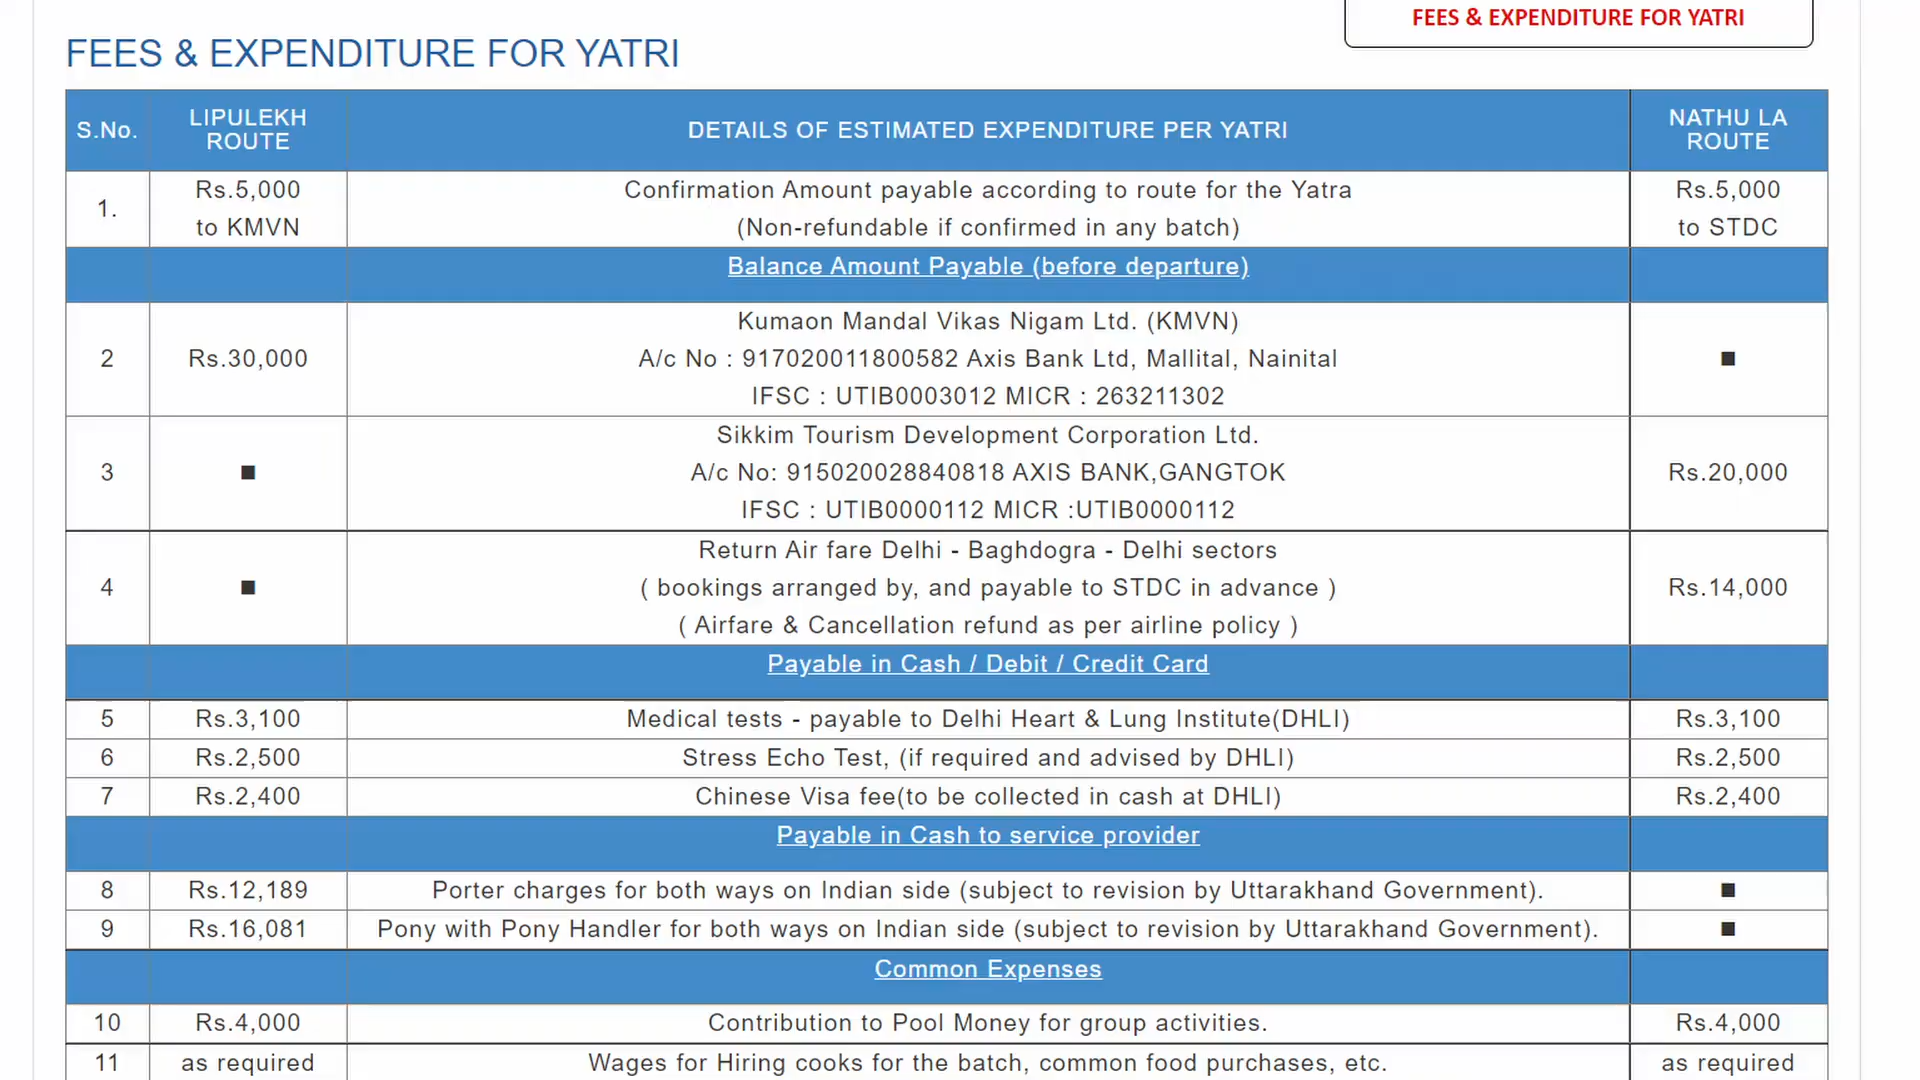 FEES & EXPENDITURE FOR YATRI
FEES & EXPENDITURE FOR YATRI
S.No. LIPULEKH ROUTE DETAILS OF ESTIMATED EXPENDITURE PER YATRI NATHU LA ROUTE
1. Rs.5,000 to KMVN Confirmation Amount payable according to route for the Yatra Rs.5,000 to STDC
(Non-refundable if confirmed in any batch)
Balance Amount Payable (before departure)
Kumaon Mandal Vikas Nigam Ltd. (KMVN)
2 Rs.30,000 A/c No : 917020011800582 Axis Bank Ltd, Mallital, Nainital ■
IFSC : UTIB0003012 MICR : 263211302
Sikkim Tourism Development Corporation Ltd.
3 ■ A/c No: 915020028840818 AXIS BANK,GANGTOK Rs.20,000
IFSC : UTIB0000112 MICR :UTIB0000112
Return Air fare Delhi - Baghdogra - Delhi sectors
4 ■ ( bookings arranged by, and payable to STDC in advance ) Rs.14,000
( Airfare & Cancellation refund as per airline policy )
Payable in Cash / Debit / Credit Card
5 Rs.3,100 Medical tests - payable to Delhi Heart & Lung Institute(DHLI) Rs.3,100
6 Rs.2,500 Stress Echo Test, (if required and advised by DHLI) Rs.2,500
7 Rs.2,400 Chinese Visa fee(to be collected in cash at DHLI) Rs.2,400
Payable in Cash to service provider
8 Rs.12,189 Porter charges for both ways on Indian side (subject to revision by Uttarakhand Government). ■
9 Rs.16,081 Pony with Pony Handler for both ways on Indian side (subject to revision by Uttarakhand Government). ■
Common Expenses
10 Rs.4,000 Contribution to Pool Money for group activities. Rs.4,000
11 as required Wages for Hiring cooks for the batch, common food purchases, etc. as required